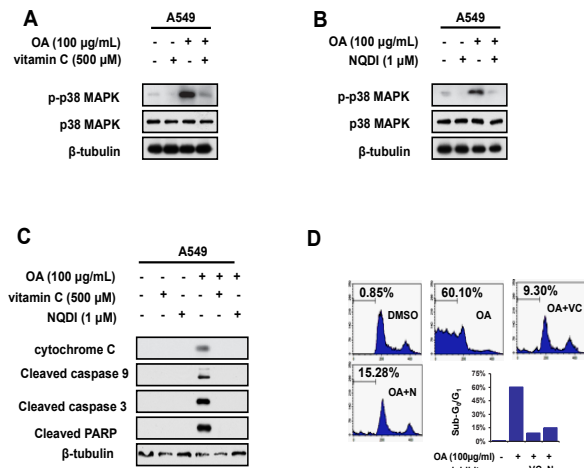 A
A549
OA (100 µg/mL) - - + +
vitamin C (500 µM) - + - +
p-p38 MAPK
p38 MAPK
β-tubulin
B
A549
OA (100 µg/mL) - - + +
NQDI (1 µM) - + - +
p-p38 MAPK
p38 MAPK
β-tubulin
C
A549
OA (100 µg/mL) - - - + + +
vitamin C (500 µM) - + - - + -
NQDI (1 µM) - - + - - +
cytochrome C
Cleaved caspase 9
Cleaved caspase 3
Cleaved PARP
β-tubulin
D
0.85%
DMSO
60.10%
OA
9.30%
OA+VC
15.28%
OA+N
Sub-G0/G1
75%
60%
45%
30%
15%
0%
OA (100µg/ml) - + + +
VC N